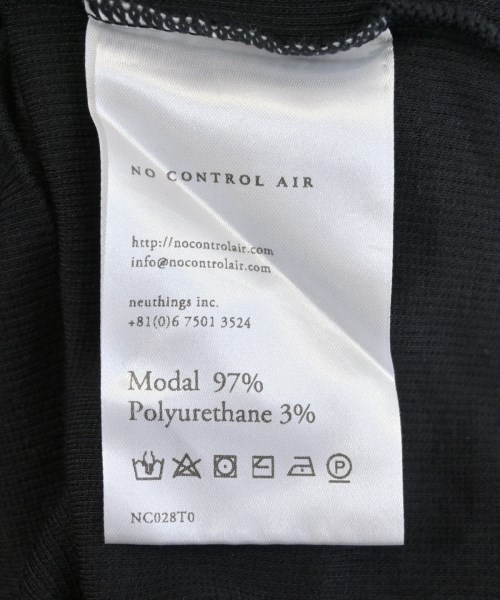 NO CONTROL AIR
http://nocontrolair.com
info@nocontrolair.com
neuthings inc.
+81(0)6 7501 3524
Modal 97%
Polyurethane 3%
P
NC028T0